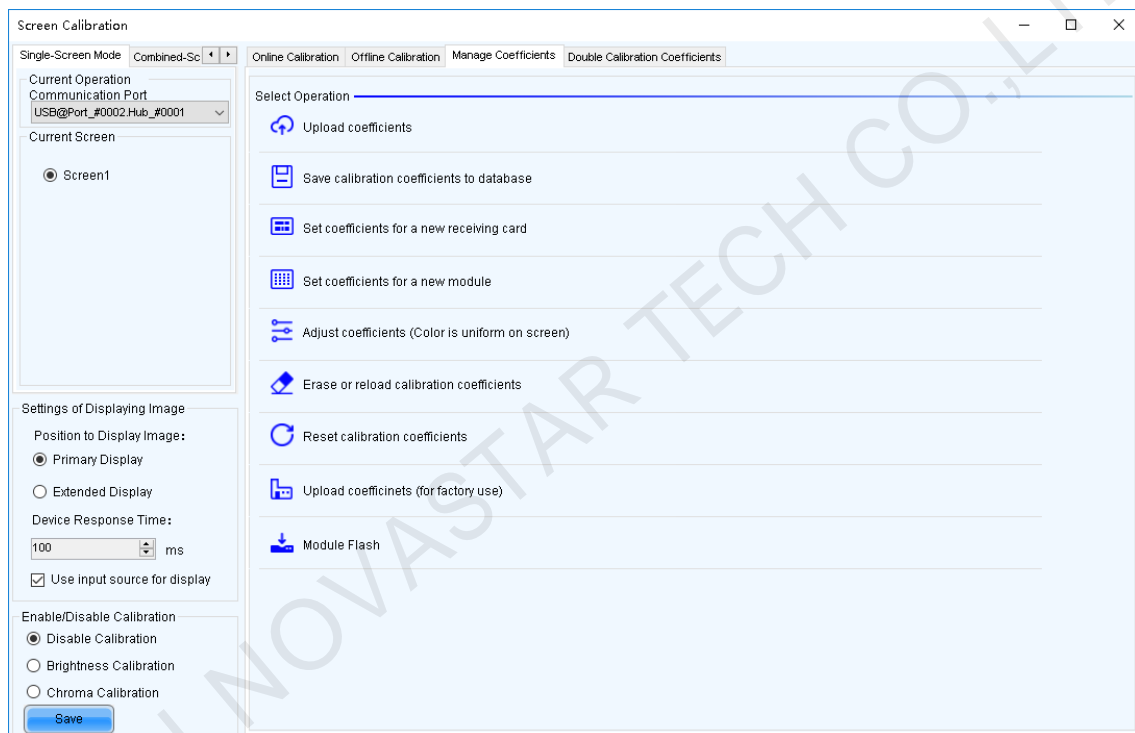 Screen Calibration
Single-Screen Mode Combined-Sc
Current Operation
Communication Port
USB@Port_#0002.Hub_#0001
Current Screen
Screen1
Settings of Displaying Image
Position to Display Image:
Primary Display
Extended Display
Device Response Time:
100 ms
Use input source for display
Enable/Disable Calibration
Disable Calibration
Brightness Calibration
Chroma Calibration
Save
Online Calibration Offline Calibration Manage Coefficients Double Calibration Coefficients
Select Operation
Upload coefficients
Save calibration coefficients to database
Set coefficients for a new receiving card
Set coefficients for a new module
Adjust coefficients (Color is uniform on screen)
Erase or reload calibration coefficients
Reset calibration coefficients
Upload coefficinets (for factory use)
Module Flash
NOVASTAR TECH CO.,L